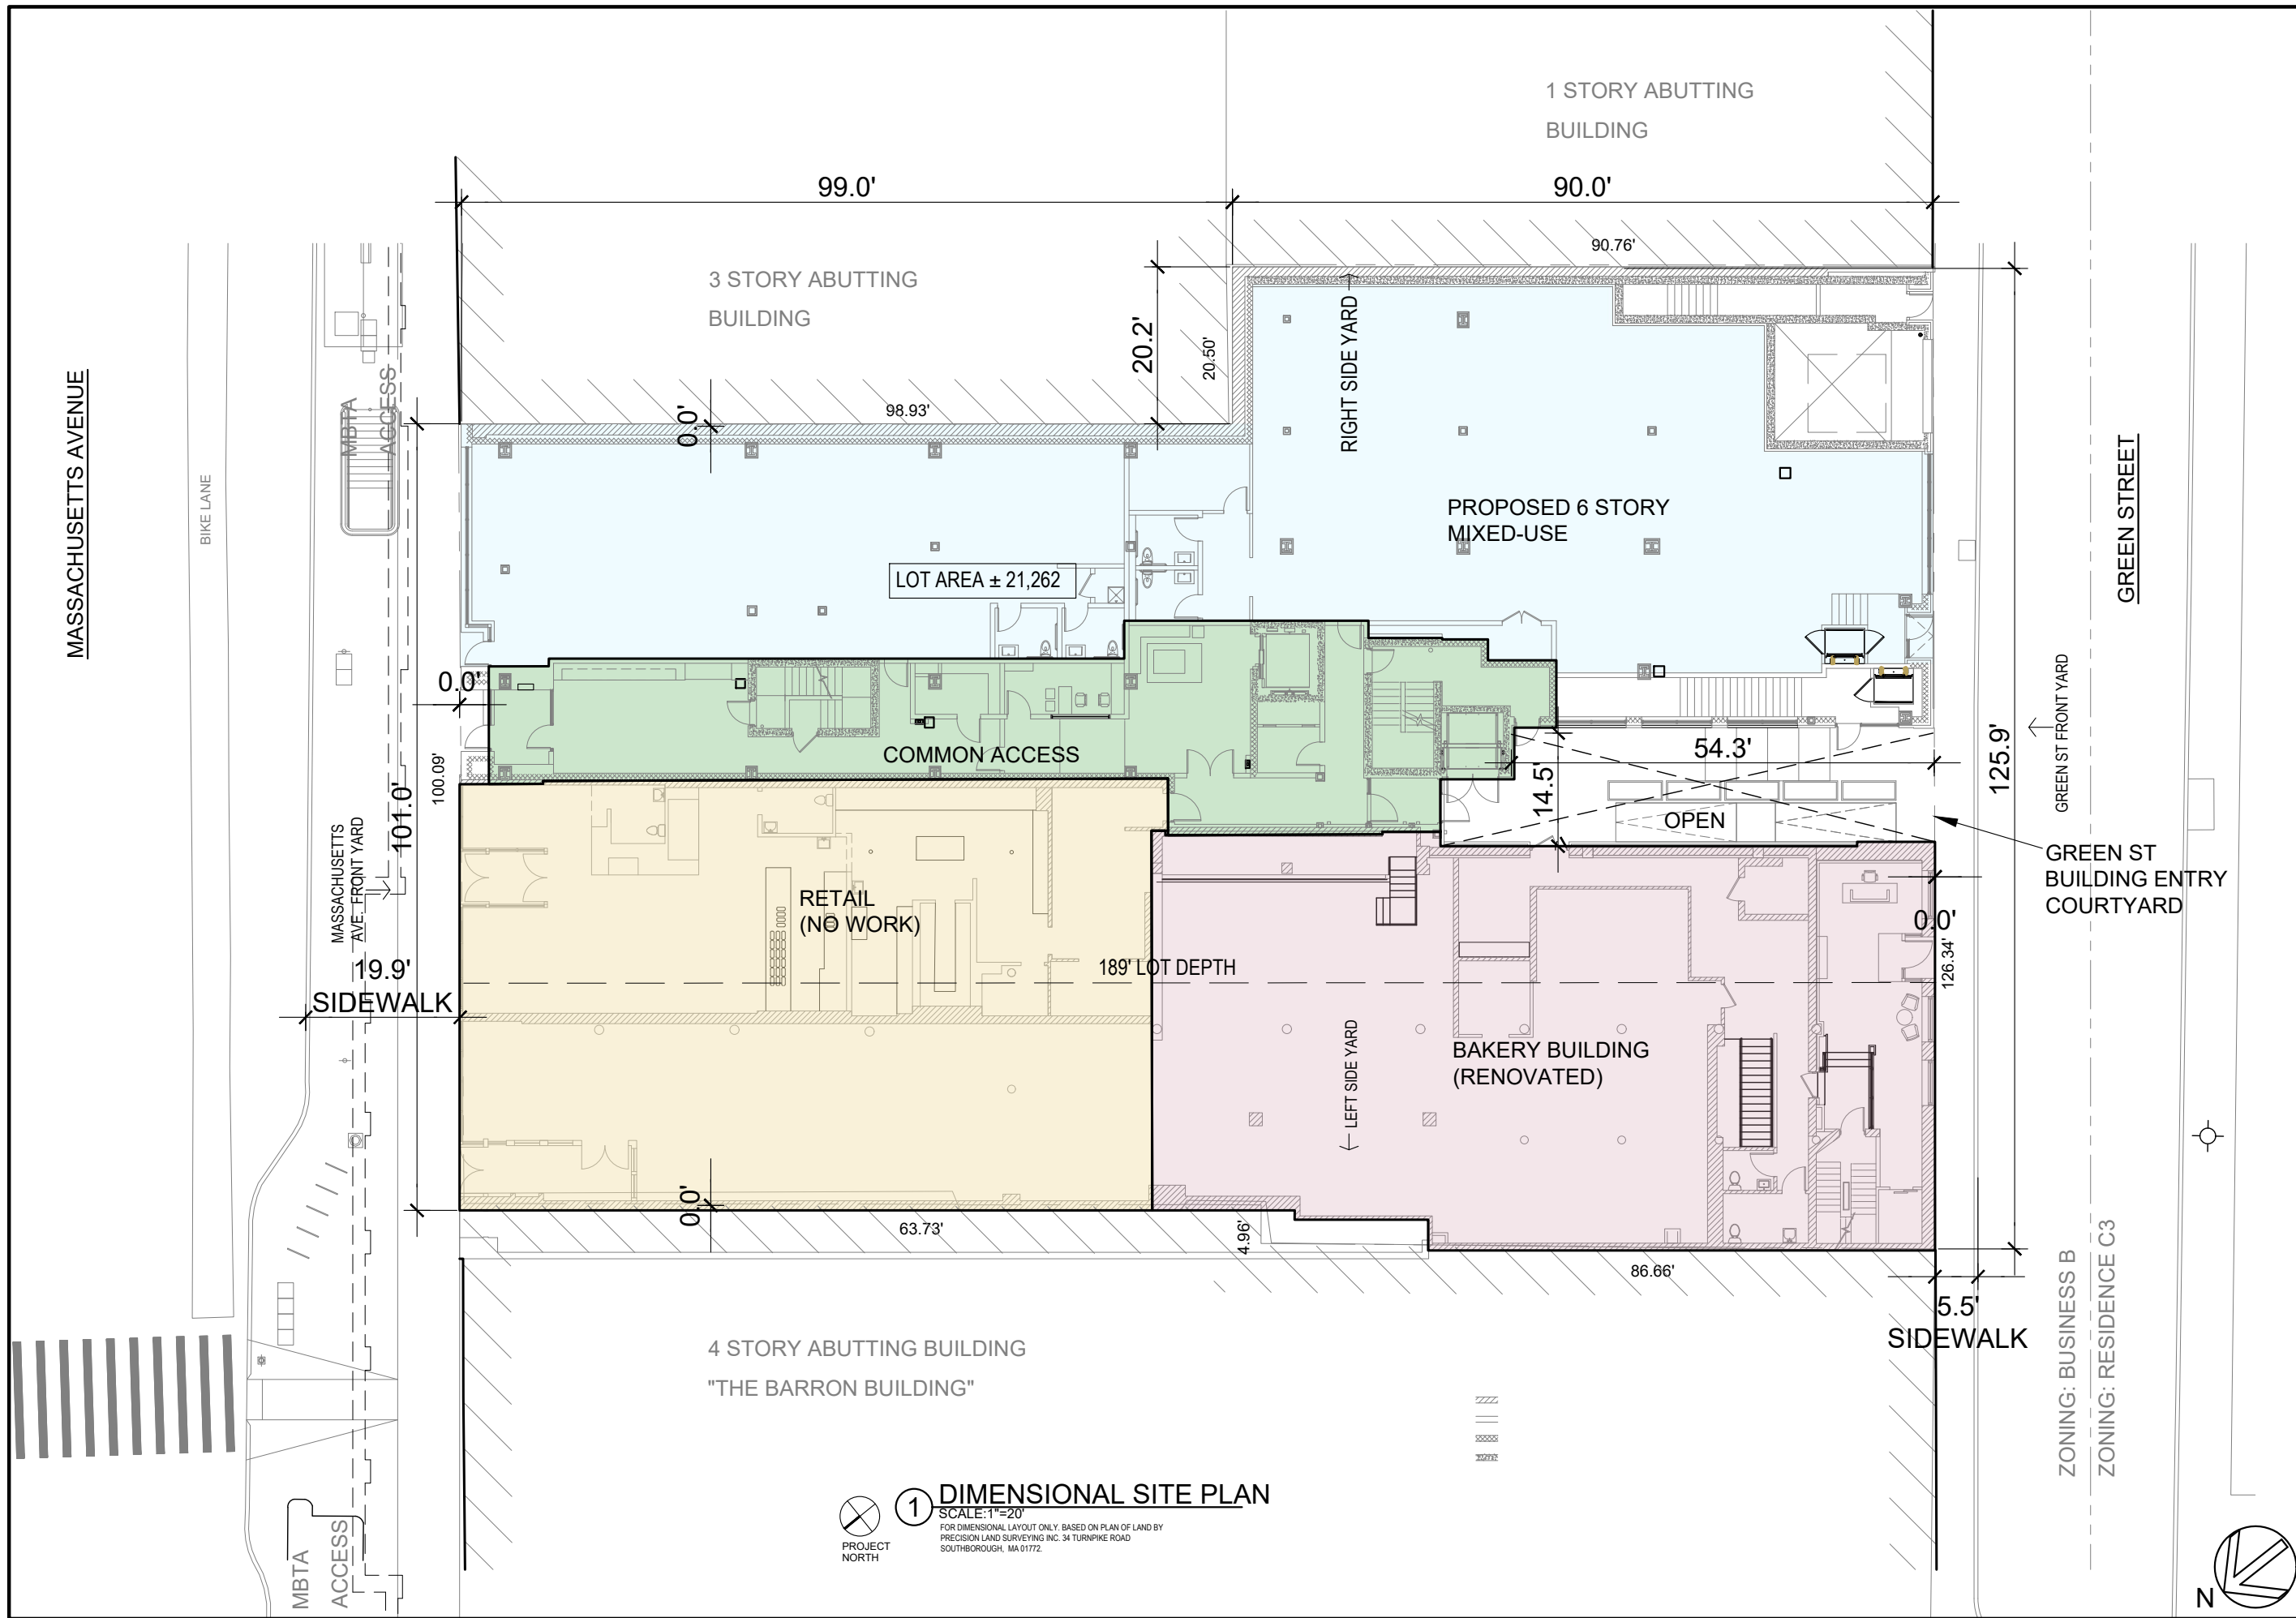 1 STORY ABUTTING
BUILDING
99.0'
90.0'
90.76'
3 STORY ABUTTING
BUILDING
20.2'
20.50'
RIGHT SIDE YARD
MASSACHUSETTS AVENUE
BIKE LANE
MBTA
ACCESS
98.93'
0.0'
GREEN STREET
PROPOSED 6 STORY
MIXED-USE
LOT AREA ± 21,262
0.0'
COMMON ACCESS
100.09'
101.0'
54.3'
14.5'
OPEN
125.9'
GREEN ST FRONT YARD
GREEN ST
BUILDING ENTRY
COURTYARD
MASSACHUSETTS
AVE. FRONT YARD
RETAIL
(NO WORK)
0.0'
126.34'
19.9'
SIDEWALK
189' LOT DEPTH
LEFT SIDE YARD
BAKERY BUILDING
(RENOVATED)
0.0'
63.73'
4.96'
86.66'
5.5'
SIDEWALK
ZONING: BUSINESS B
ZONING: RESIDENCE C3
4 STORY ABUTTING BUILDING
"THE BARRON BUILDING"
MBTA
ACCESS
PROJECT
NORTH
1
DIMENSIONAL SITE PLAN
SCALE:1"=20'
FOR DIMENSIONAL LAYOUT ONLY. BASED ON PLAN OF LAND BY
PRECISION LAND SURVEYING INC. 34 TURNPIKE ROAD
SOUTHBOROUGH, MA 01772.
N